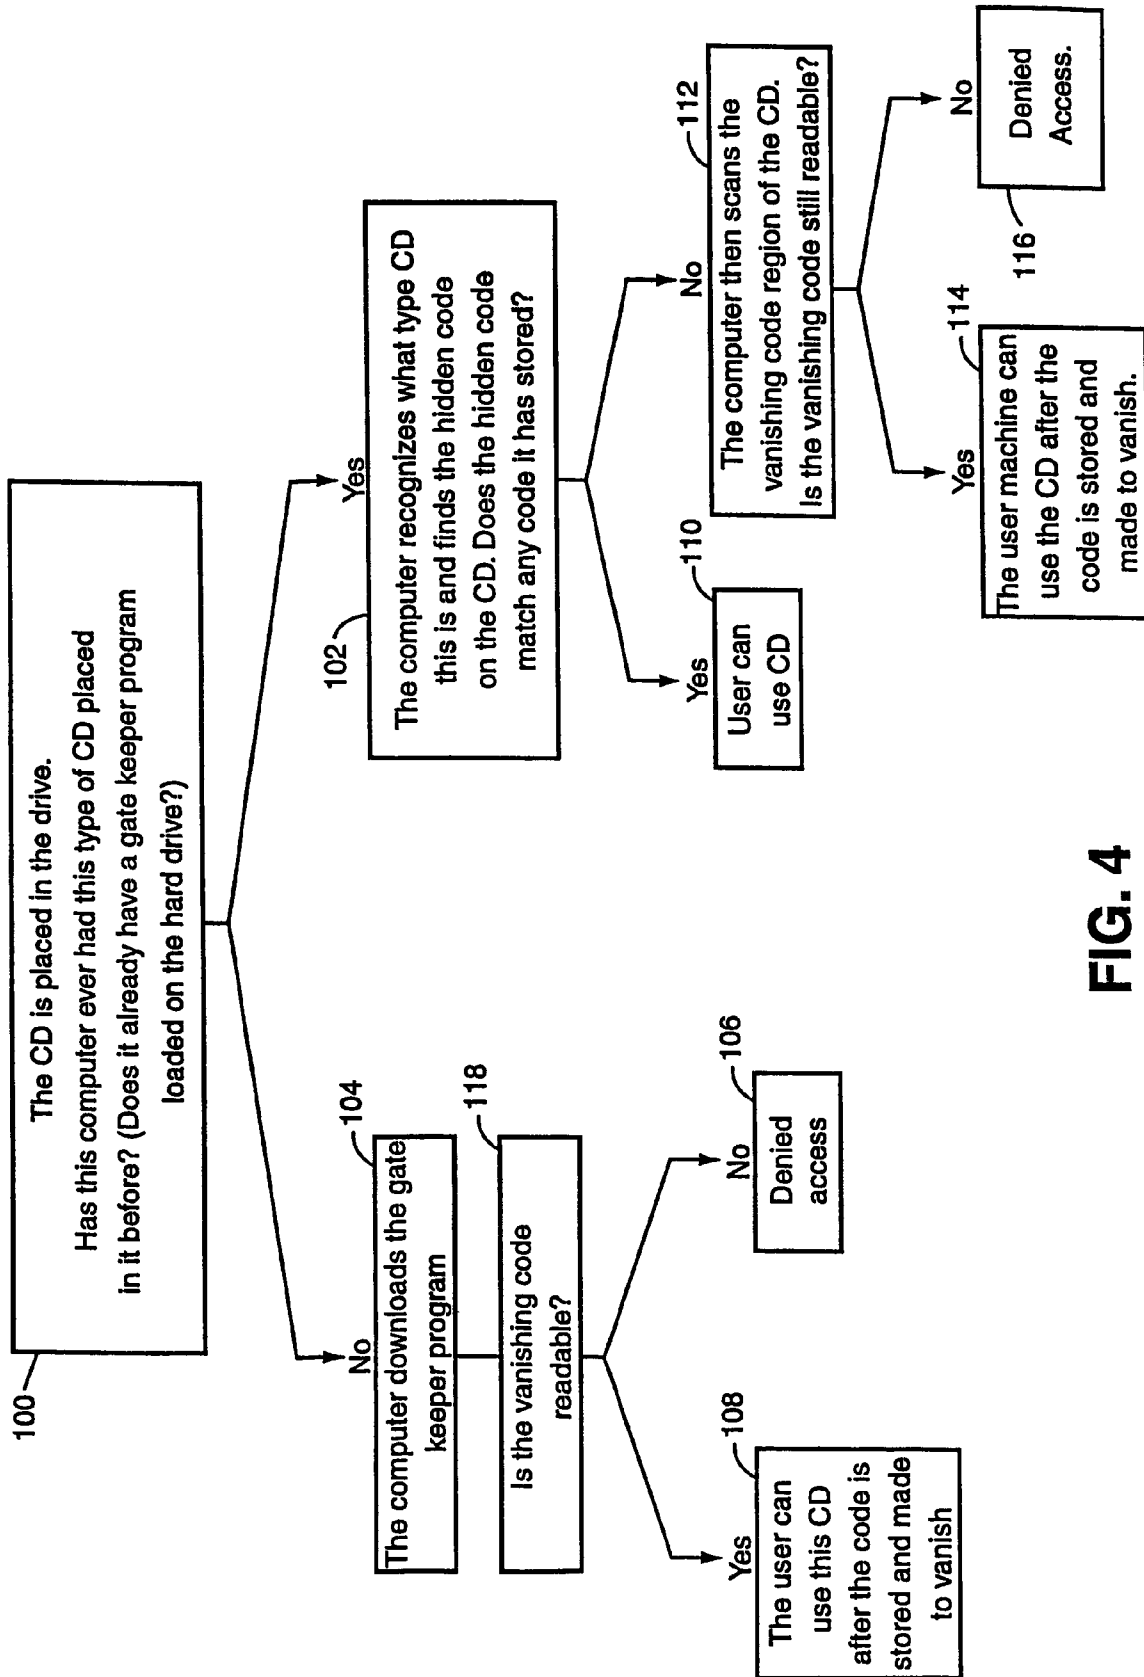 100
The CD is placed in the drive.
Has this computer ever had this type of CD placed
in it before? (Does it already have a gate keeper program
loaded on the hard drive?)
No
104
The computer downloads the gate
keeper program
118
Is the vanishing code
readable?
Yes
108
The user can
use this CD
after the code is
stored and made
to vanish
No
106
Denied
access
Yes
102
The computer recognizes what type CD
this is and finds the hidden code
on the CD. Does the hidden code
match any code it has stored?
Yes
110
User can
use CD
No
112
The computer then scans the
vanishing code region of the CD.
Is the vanishing code still readable?
Yes
114
The user machine can
use the CD after the
code is stored and
made to vanish.
No
116
Denied
Access.
FIG. 4